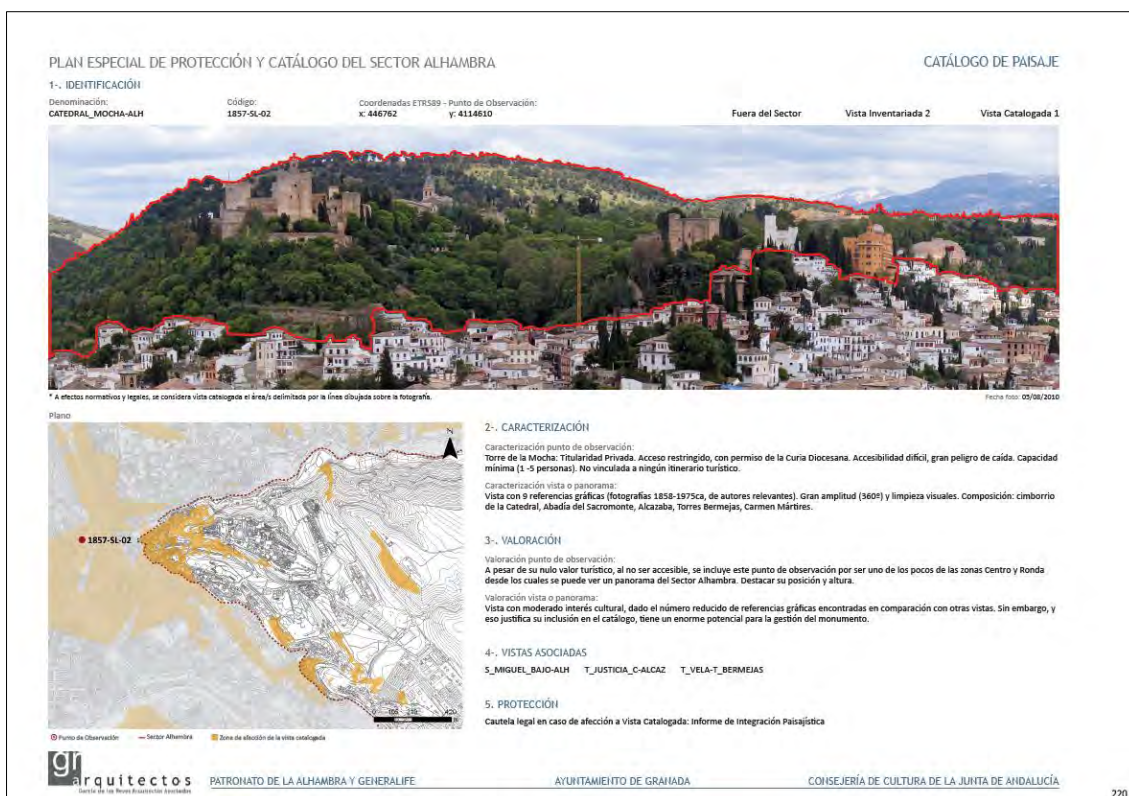 PLAN ESPECIAL DE PROTECCIÓN Y CATÁLOGO DEL SECTOR ALHAMBRA
CATÁLOGO DE PAISAJE
1-. IDENTIFICACIÓN
Denominación: Código: Coordenadas ETRS89 - Punto de Observación:
CATEDRAL_MOCHA-ALH 1857-SL-02 x: 446762 y: 4114610 Fuera del Sector Vista Inventariada 2 Vista Catalogada 1
* A efectos normativos y legales, se considera vista catalogada el área/s delimitada por la línea dibujada sobre la fotografía.
Fecha foto: 05/08/2010
Plano
1857-SL-02
Punto de Observación Sector Alhambra Zona de afección de la vista catalogada
2-. CARACTERIZACIÓN
Caracterización punto de observación:
Torre de la Mocha: Titularidad Privada. Acceso restringido, con permiso de la Curia Diocesana. Accesibilidad difícil, gran peligro de caída. Capacidad
mínima (1 -5 personas). No vinculada a ningún itinerario turístico.
Caracterización vista o panorama:
Vista con 9 referencias gráficas (fotografías 1858-1975ca, de autores relevantes). Gran amplitud (360º) y limpieza visuales. Composición: cimborrio
de la Catedral, Abadía del Sacromonte, Alcazaba, Torres Bermejas, Carmen Mártires.
3-. VALORACIÓN
Valoración punto de observación:
A pesar de su nulo valor turístico, al no ser accesible, se incluye este punto de observación por ser uno de los pocos de las zonas Centro y Ronda
desde los cuales se puede ver un panorama del Sector Alhambra. Destacar su posición y altura.
Valoración vista o panorama:
Vista con moderado interés cultural, dado el número reducido de referencias gráficas encontradas en comparación con otras vistas. Sin embargo, y
eso justifica su inclusión en el catálogo, tiene un enorme potencial para la gestión del monumento.
4-. VISTAS ASOCIADAS
S_MIGUEL_BAJO-ALH T_JUSTICIA_C-ALCAZ T_VELA-T_BERMEJAS
5. PROTECCIÓN
Cautela legal en caso de afección a Vista Catalogada: Informe de Integración Paisajística
gr
arquitectos
PATRONATO DE LA ALHAMBRA Y GENERALIFE AYUNTAMIENTO DE GRANADA CONSEJERÍA DE CULTURA DE LA JUNTA DE ANDALUCÍA
220